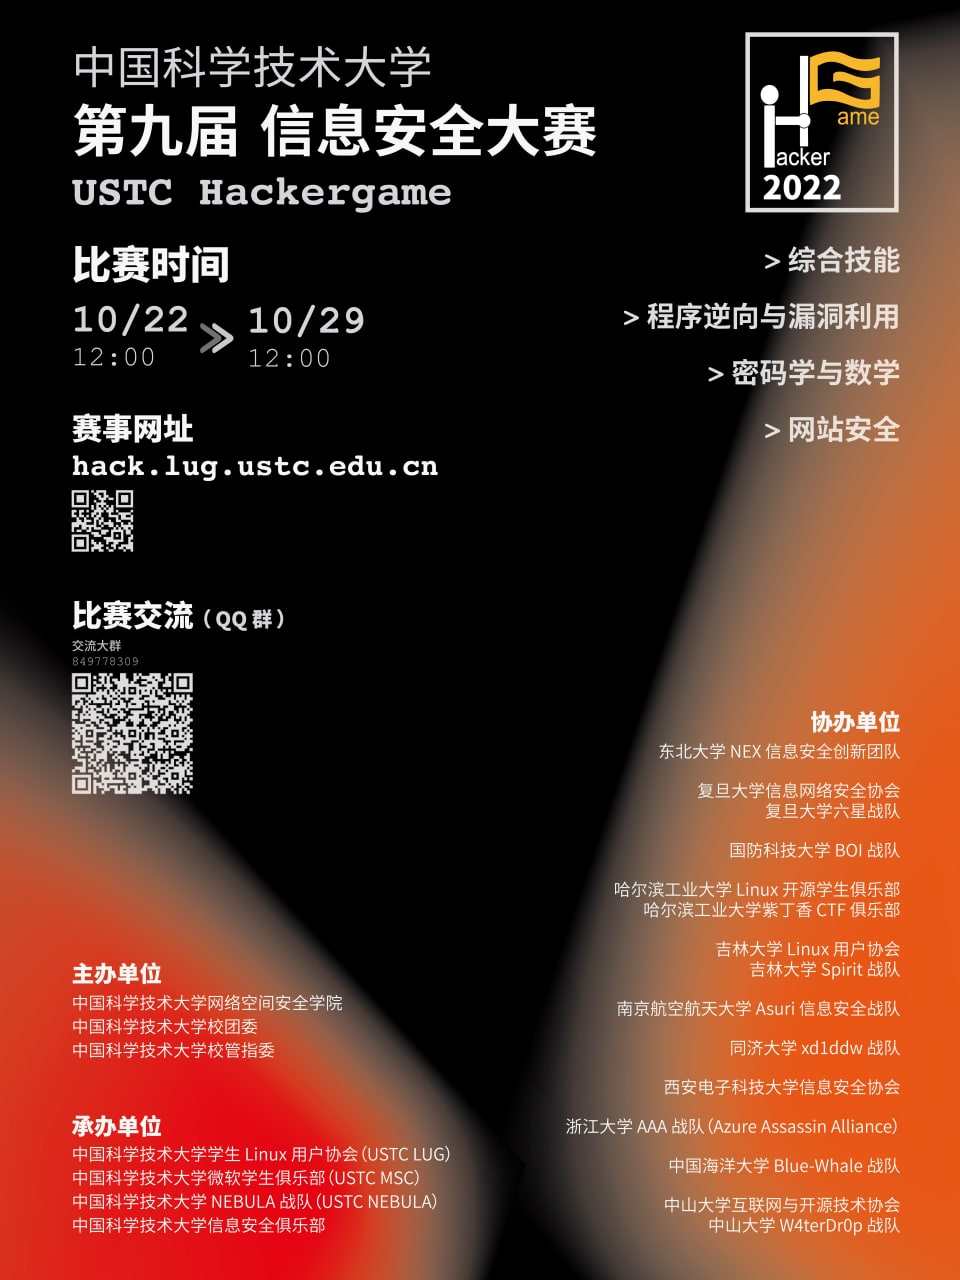 中国科学技术大学
第九届 信息安全大赛
USTC Hackergame
Game
Hacker
2022
比赛时间
10/22
12:00
10/29
12:00
> 综合技能
> 程序逆向与漏洞利用
> 密码学与数学
> 网站安全
赛事网址
hack.lug.ustc.edu.cn
比赛交流（QQ 群）
交流大群
849778309
主办单位
中国科学技术大学网络空间安全学院
中国科学技术大学校团委
中国科学技术大学校管指委
承办单位
中国科学技术大学学生 Linux 用户协会（USTC LUG）
中国科学技术大学微软学生俱乐部（USTC MSC）
中国科学技术大学 NEBULA 战队（USTC NEBULA）
中国科学技术大学信息安全俱乐部
协办单位
东北大学 NEX 信息安全创新团队
复旦大学信息网络安全协会
复旦大学六星战队
国防科技大学 BOI 战队
哈尔滨工业大学 Linux 开源学生俱乐部
哈尔滨工业大学紫丁香 CTF 俱乐部
吉林大学 Linux 用户协会
吉林大学 Spirit 战队
南京航空航天大学 Asuri 信息安全战队
同济大学 xd1ddw 战队
西安电子科技大学信息安全协会
浙江大学 AAA 战队（Azure Assassin Alliance）
中国海洋大学 Blue-Whale 战队
中山大学互联网与开源技术协会
中山大学 W4terDr0p 战队